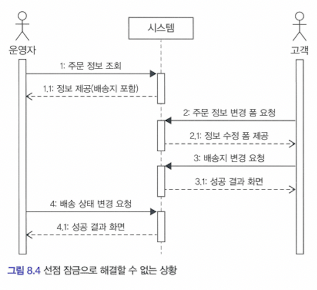 시스템
운영자
고객
1: 주문 정보 조회
1.1: 정보 제공(배송지 포함)
2: 주문 정보 변경 폼 요청
2.1: 정보 수정 폼 제공
3: 배송지 변경 요청
3.1: 성공 결과 화면
4: 배송 상태 변경 요청
4.1: 성공 결과 화면
그림 8.4 선점 잠금으로 해결할 수 없는 상황